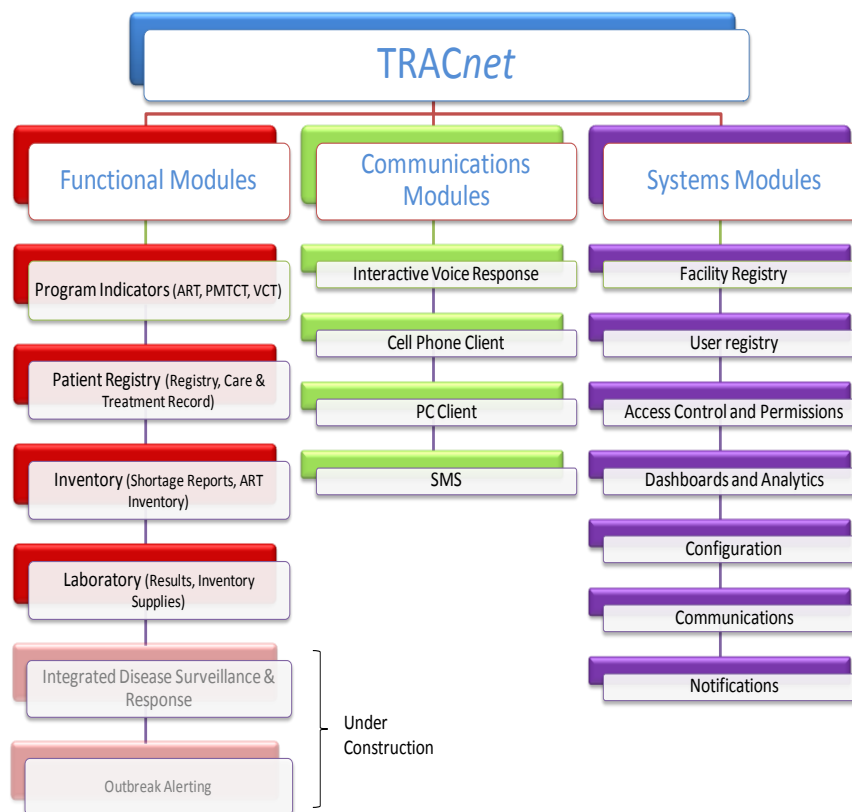 TRACnet
Functional Modules
Program Indicators (ART, PMTCT, VCT)
Patient Registry (Registry, Care &
Treatment Record)
Inventory (Shortage Reports, ART
Inventory)
Laboratory (Results, Inventory
Supplies)
Integrated Disease Surveillance &
Response
Outbreak Alerting
Under
Construction
Communications
Modules
Interactive Voice Response
Cell Phone Client
PC Client
SMS
Systems Modules
Facility Registry
User registry
Access Control and Permissions
Dashboards and Analytics
Configuration
Communications
Notifications